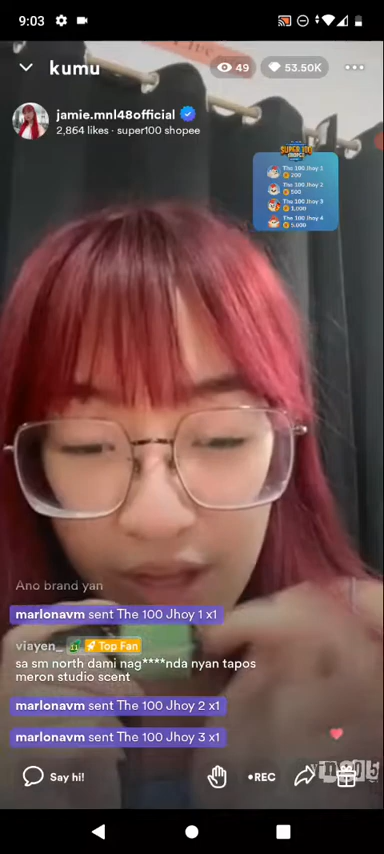 9:03
kumu
49
53.50K
jamie.mnl48official
2,864 likes · super100 shopee
SUPER 100
The 100 Jhoy 1
200
The 100 Jhoy 2
500
The 100 Jhoy 3
1,000
The 100 Jhoy 4
5,000
Ano brand yan
marlonavm sent The 100 Jhoy 1 x1
viayen_ 11 Top Fan
sa sm north dami nag****nda nyan tapos
meron studio scent
marlonavm sent The 100 Jhoy 2 x1
marlonavm sent The 100 Jhoy 3 x1
Say hi!
•REC